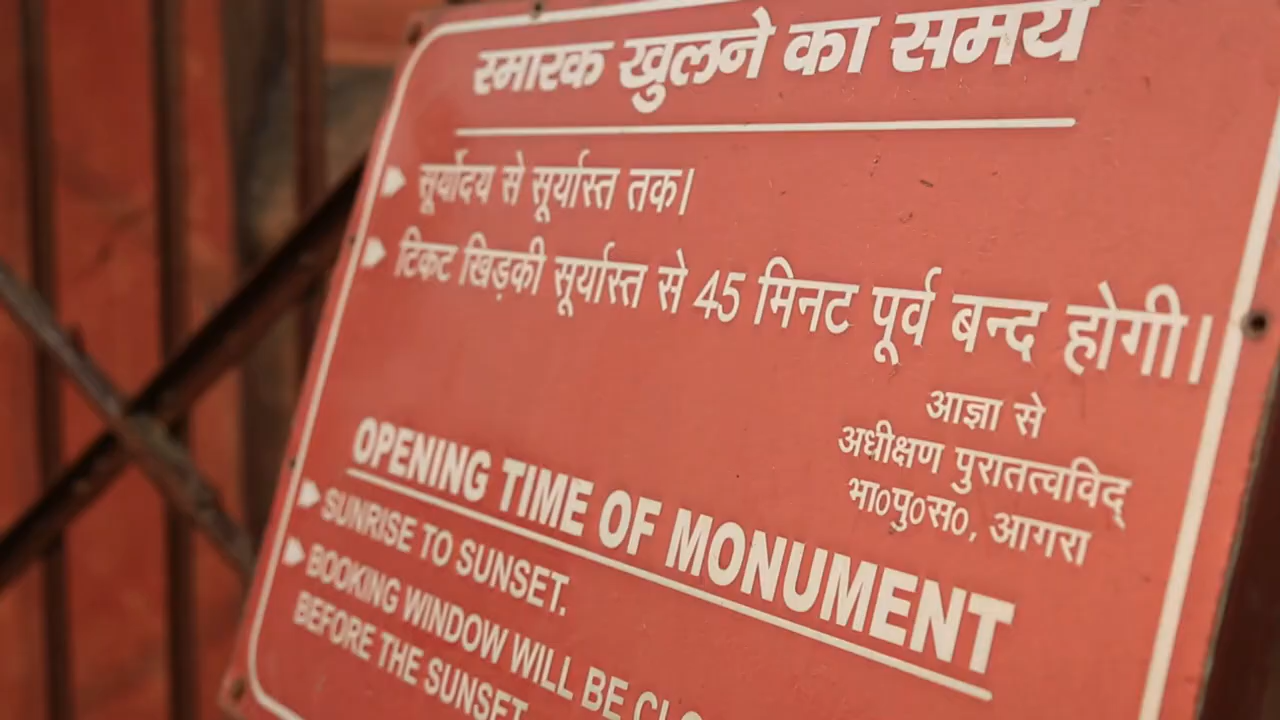 स्मारक खुलने का समय
सूर्योदय से सूर्यास्त तक।
टिकट खिड़की सूर्यास्त से 45 मिनट पूर्व बन्द होगी।
आज्ञा से
अधीक्षण पुरातत्वविद्
भा०पु०स०, आगरा
OPENING TIME OF MONUMENT
SUNRISE TO SUNSET.
BOOKING WINDOW WILL BE
BEFORE THE SUNSET.